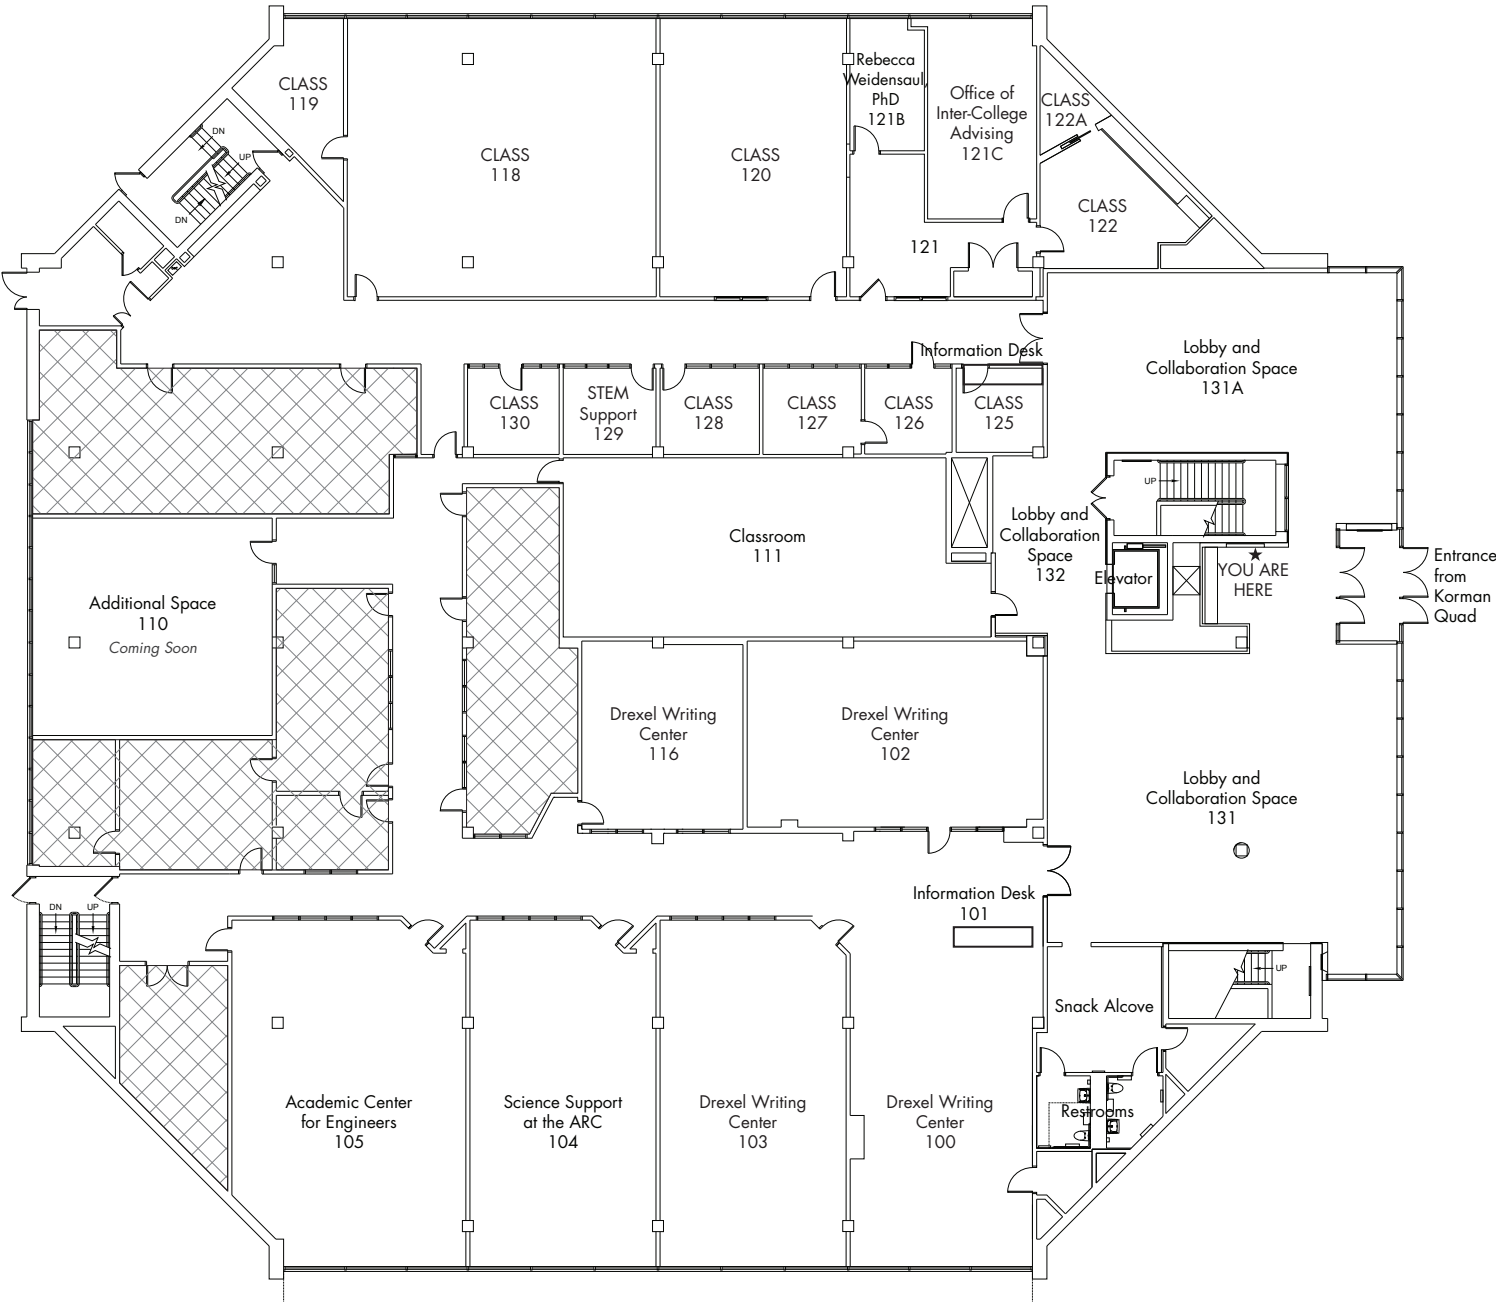 CLASS
119
CLASS
118
CLASS
120
Rebecca
Weidensaul,
PhD
121B
Office of
Inter-College
Advising
121C
CLASS
122A
CLASS
122
121
DN
UP
DN
Information Desk
CLASS
130
STEM
Support
129
CLASS
128
CLASS
127
CLASS
126
CLASS
125
Lobby and
Collaboration Space
131A
UP
Lobby and
Collaboration
Space
132
Elevator
YOU ARE
HERE
Entrance
from
Korman
Quad
Classroom
111
Additional Space
110
Coming Soon
Drexel Writing
Center
116
Drexel Writing
Center
102
Lobby and
Collaboration Space
131
Information Desk
101
DN
UP
UP
Snack Alcove
Restrooms
Academic Center
for Engineers
105
Science Support
at the ARC
104
Drexel Writing
Center
103
Drexel Writing
Center
100